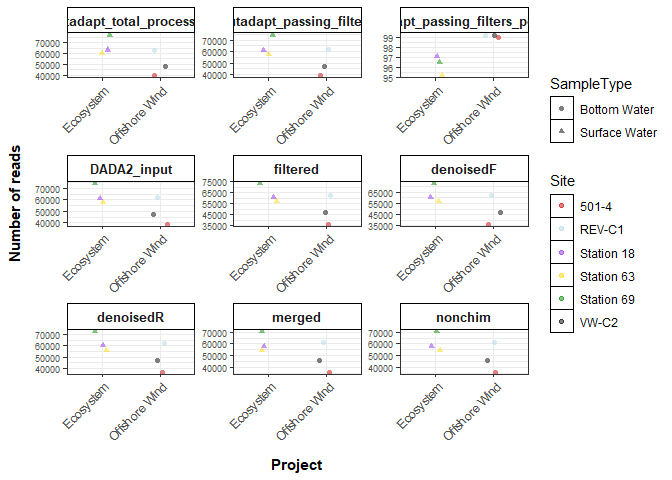 tadapt_total_process
utadapt_passing_filte
apt_passing_filters_pe
70000
60000
50000
40000
70000
60000
50000
40000
99
98
97
96
95
Ecosystem
Offshore Wind
Ecosystem
Offshore Wind
Ecosystem
Offshore Wind
DADA2_input
filtered
denoisedF
70000
60000
50000
40000
75000
65000
55000
45000
35000
65000
55000
45000
35000
Ecosystem
Offshore Wind
Ecosystem
Offshore Wind
Ecosystem
Offshore Wind
denoisedR
merged
nonchim
70000
60000
50000
40000
70000
60000
50000
40000
70000
60000
50000
40000
Ecosystem
Offshore Wind
Ecosystem
Offshore Wind
Ecosystem
Offshore Wind
Number of reads
Project
SampleType
Bottom Water
Surface Water
Site
501-4
REV-C1
Station 18
Station 63
Station 69
VW-C2